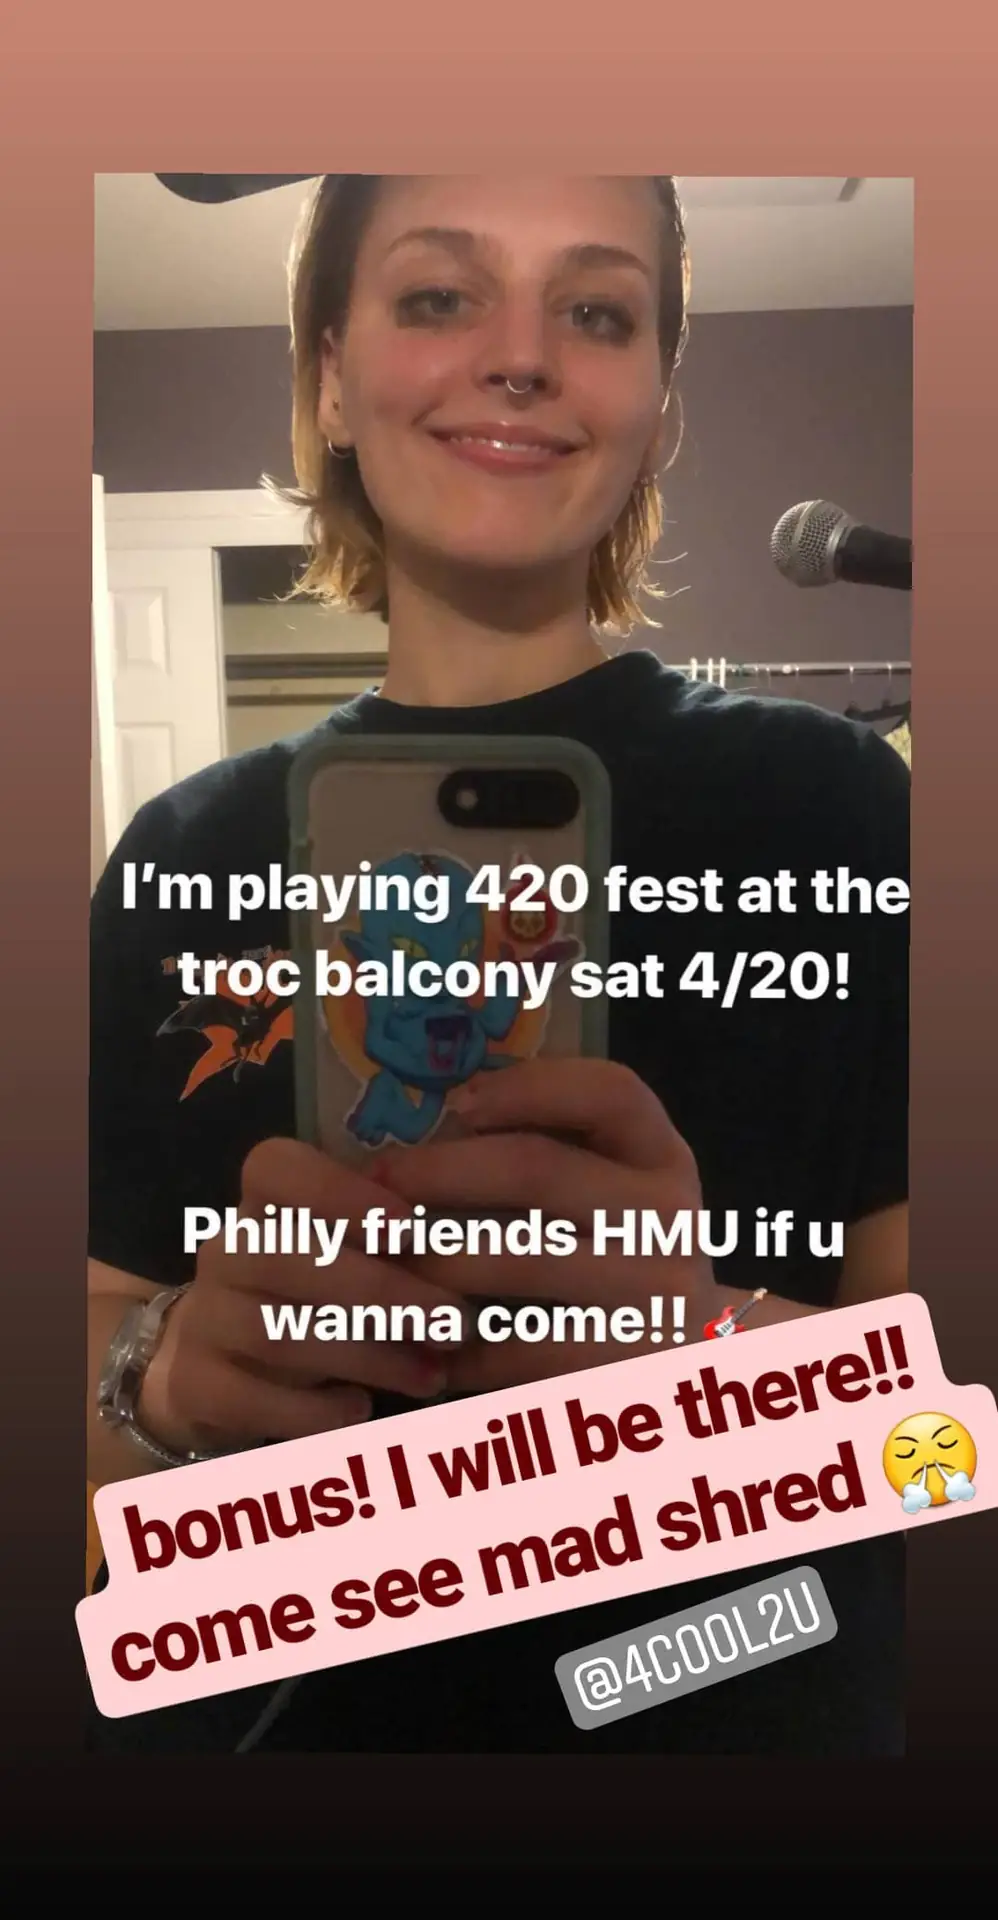 I'm playing 420 fest at the
troc balcony sat 4/20!
Philly friends HMU if u
wanna come!! 🎸
bonus! I will be there!!
come see mad shred 😤
@4COOL2U